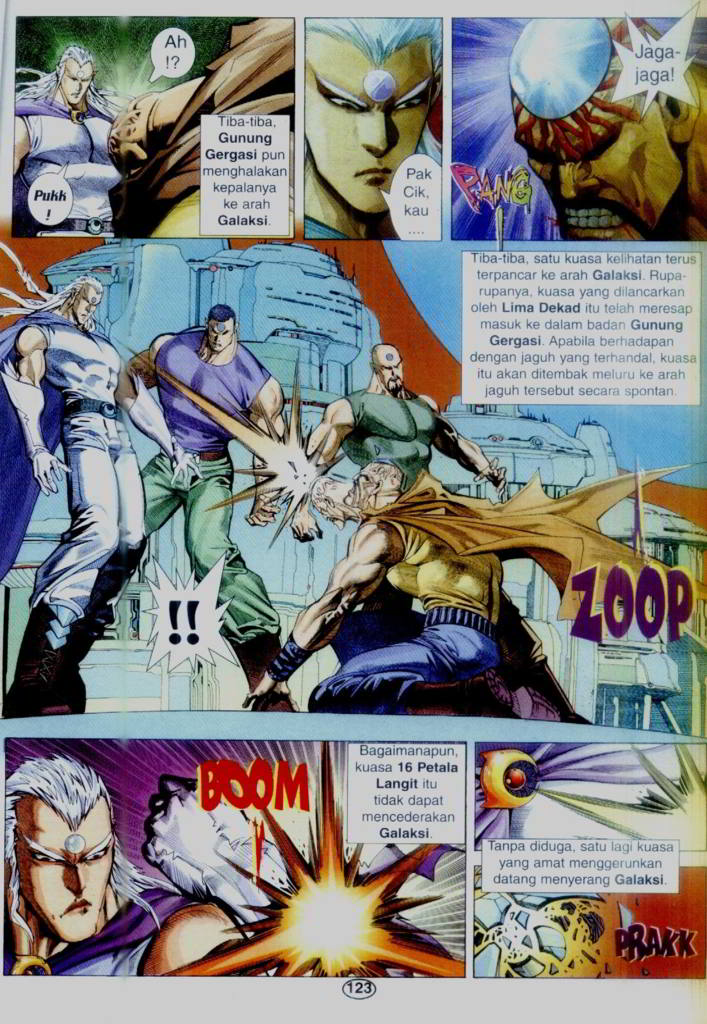 Ah
!?
Tiba-tiba,
Gunung
Gergasi pun
menghalakan
kepalanya
ke arah
Galaksi.
Pukk
!
Pak
Cik,
kau
....
Jaga-
jaga!
PANG
Tiba-tiba, satu kuasa kelihatan terus
terpancar ke arah Galaksi. Rupa-
rupanya, kuasa yang dilancarkan
oleh Lima Dekad itu telah meresap
masuk ke dalam badan Gunung
Gergasi. Apabila berhadapan
dengan jaguh yang terhandal, kuasa
itu akan ditembak meluru ke arah
jaguh tersebut secara spontan.
!!
ZOOP
BOOM
Bagaimanapun,
kuasa 16 Petala
Langit itu
tidak dapat
mencederakan
Galaksi.
Tanpa diduga, satu lagi kuasa
yang amat menggerunkan
datang menyerang Galaksi.
PRAKK
123